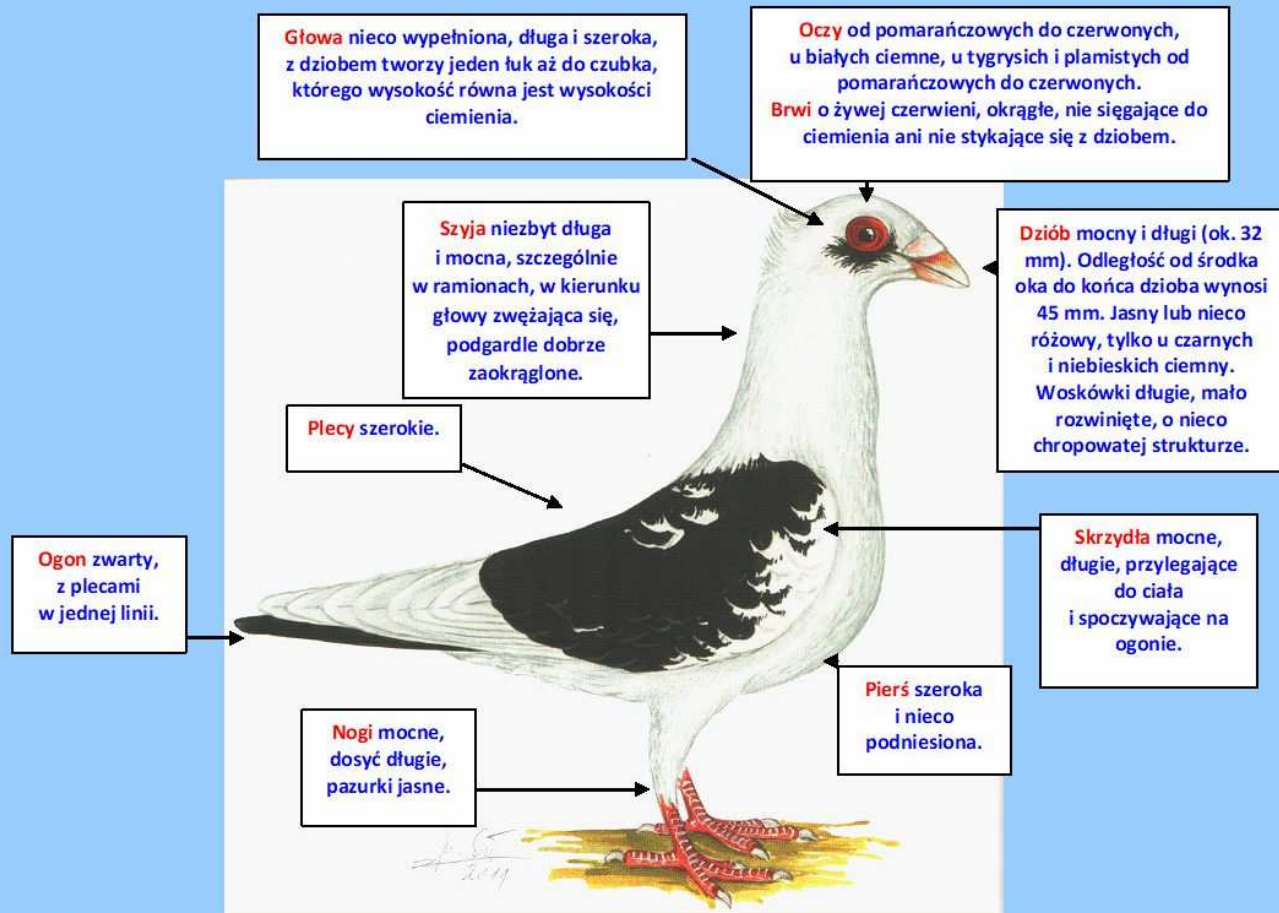 Głowa nieco wypełniona, długa i szeroka,
z dziobem tworzy jeden łuk aż do czubka,
którego wysokość równa jest wysokości
ciemienia.
Oczy od pomarańczowych do czerwonych,
u białych ciemne, u tygrysich i plamistych od
pomarańczowych do czerwonych.
Brwi o żywej czerwieni, okrągłe, nie sięgające do
ciemienia ani nie stykające się z dziobem.
Szyja niezbyt długa
i mocna, szczególnie
w ramionach, w kierunku
głowy zwężająca się,
podgardle dobrze
zaokrąglone.
Dziób mocny i długi (ok. 32
mm). Odległość od środka
oka do końca dzioba wynosi
45 mm. Jasny lub nieco
różowy, tylko u czarnych
i niebieskich ciemny.
Woskówki długie, mało
rozwinięte, o nieco
chropowatej strukturze.
Plecy szerokie.
Ogon zwarty,
z plecami
w jednej linii.
Skrzydła mocne,
długie, przylegające
do ciała
i spoczywające na
ogonie.
Pierś szeroka
i nieco
podniesiona.
Nogi mocne,
dosyć długie,
pazurki jasne.
2011